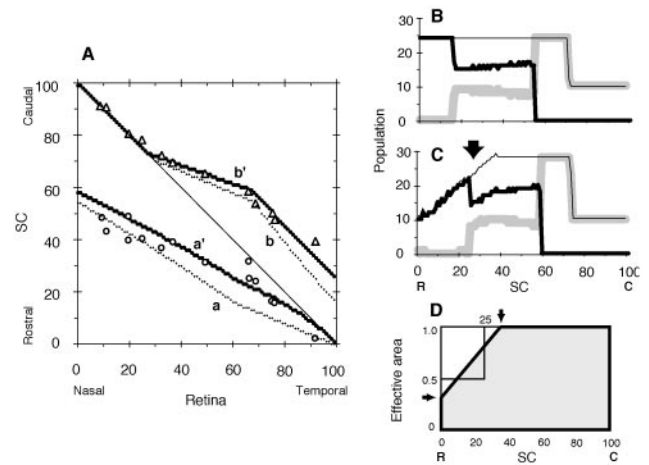 A
100
80
60
40
20
0
Caudal
SC
Rostral
b'
b
a'
a
0 20 40 60 80 100
Nasal Temporal
Retina
B
30
20
10
0
Population
C
30
20
10
0
0 20 40 60 80 100
R SC C
D
25
1.0
0.5
0
Effective area
0 20 40 60 80 100
R SC C